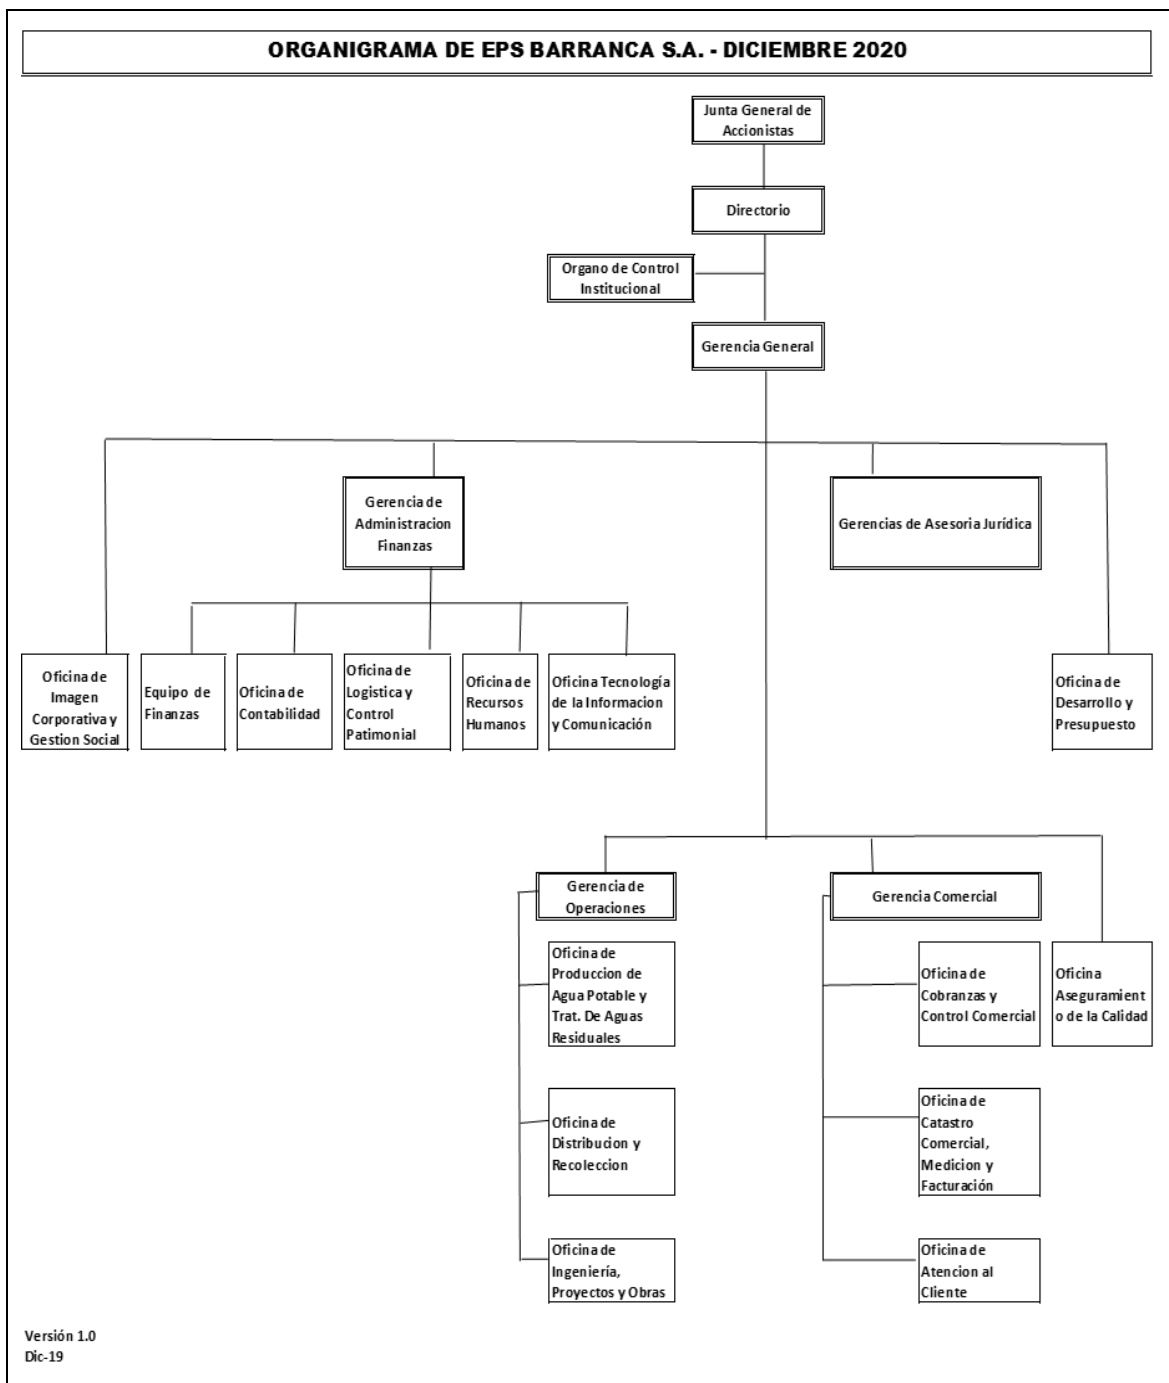 ORGANIGRAMA DE EPS BARRANCA S.A. - DICIEMBRE 2020
Junta General de
Accionistas
Directorio
Organo de Control
Institucional
Gerencia General
Gerencia de
Administracion
Finanzas
Gerencias de Asesoria Jurídica
Oficina de
Imagen
Corporativa y
Gestion Social
Equipo de
Finanzas
Oficina de
Contabilidad
Oficina de
Logistica y
Control
Patimonial
Oficina de
Recursos
Humanos
Oficina Tecnología
de la Informacion
y Comunicación
Oficina de
Desarrollo y
Presupuesto
Gerencia de
Operaciones
Gerencia Comercial
Oficina de
Produccion de
Agua Potable y
Trat. De Aguas
Residuales
Oficina de
Cobranzas y
Control Comercial
Oficina
Aseguramient
o de la Calidad
Oficina de
Distribucion y
Recoleccion
Oficina de
Catastro
Comercial,
Medicion y
Facturación
Oficina de
Ingeniería,
Proyectos y Obras
Oficina de
Atencion al
Cliente
Versión 1.0
Dic-19